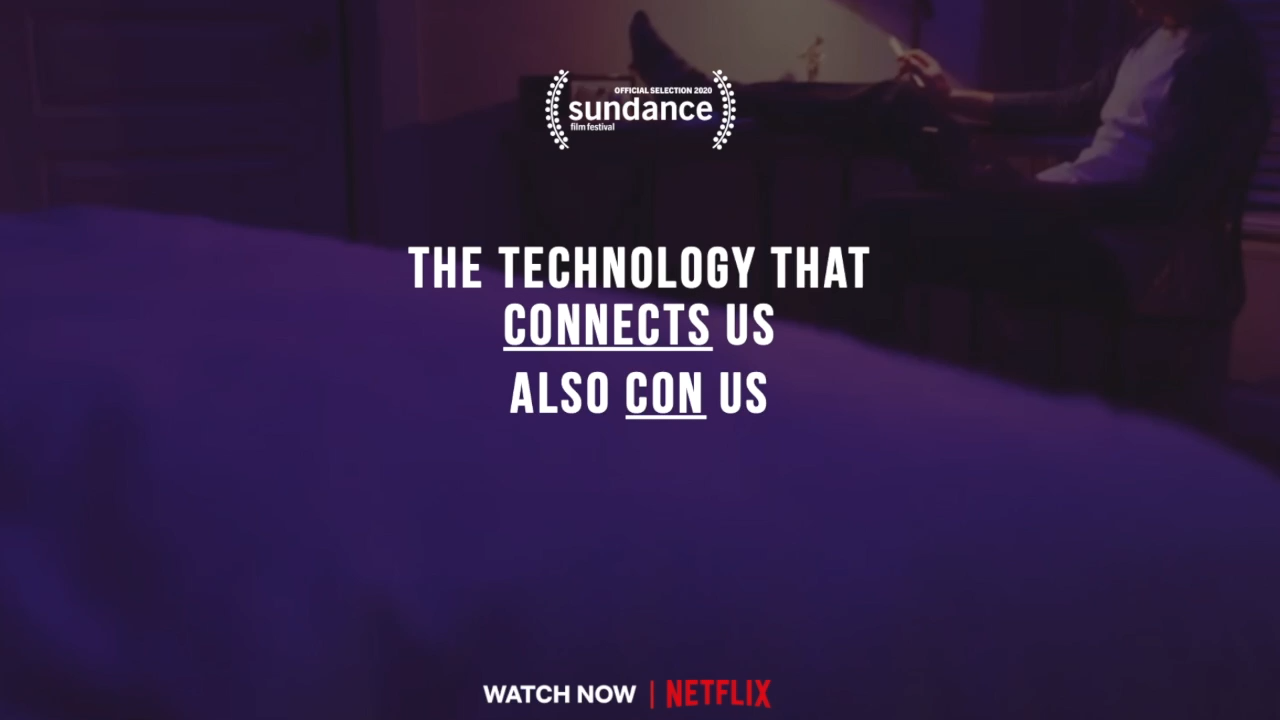 OFFICIAL SELECTION 2020
sundance
film festival
THE TECHNOLOGY THAT
CONNECTS US
ALSO CON US
WATCH NOW | NETFLIX